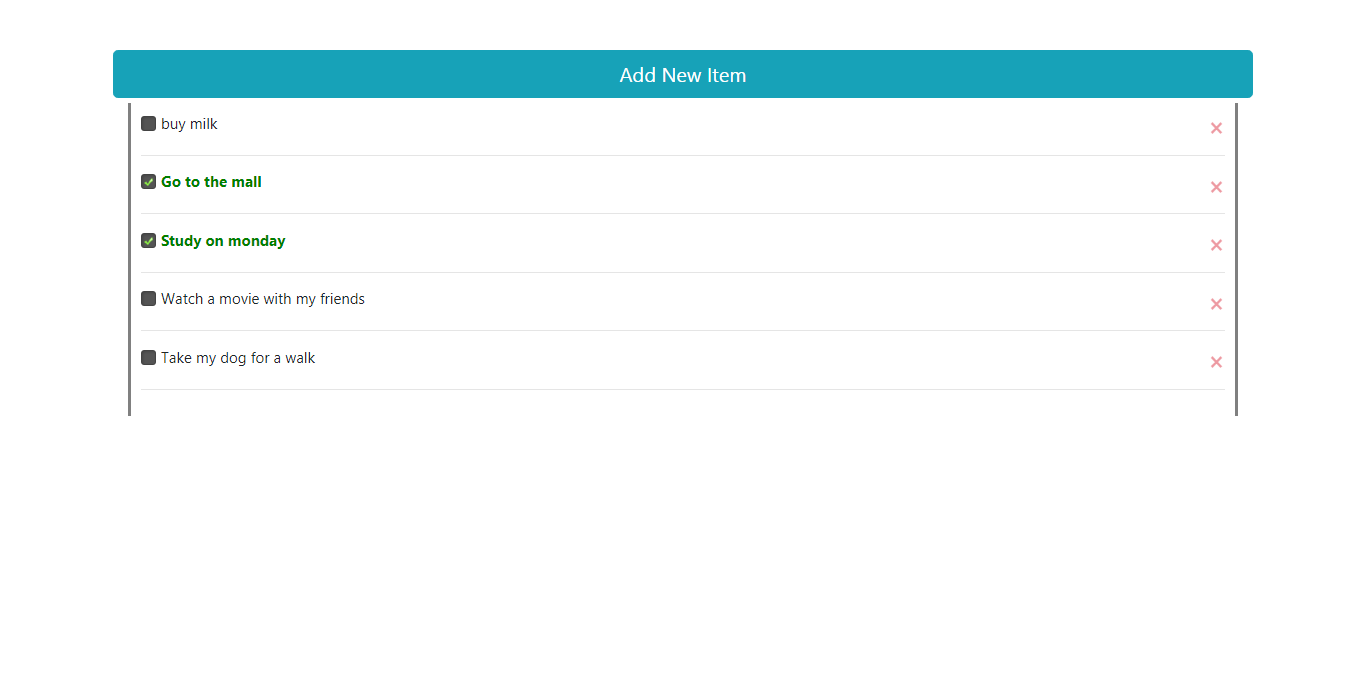 Add New Item
buy milk
Go to the mall
Study on monday
Watch a movie with my friends
Take my dog for a walk